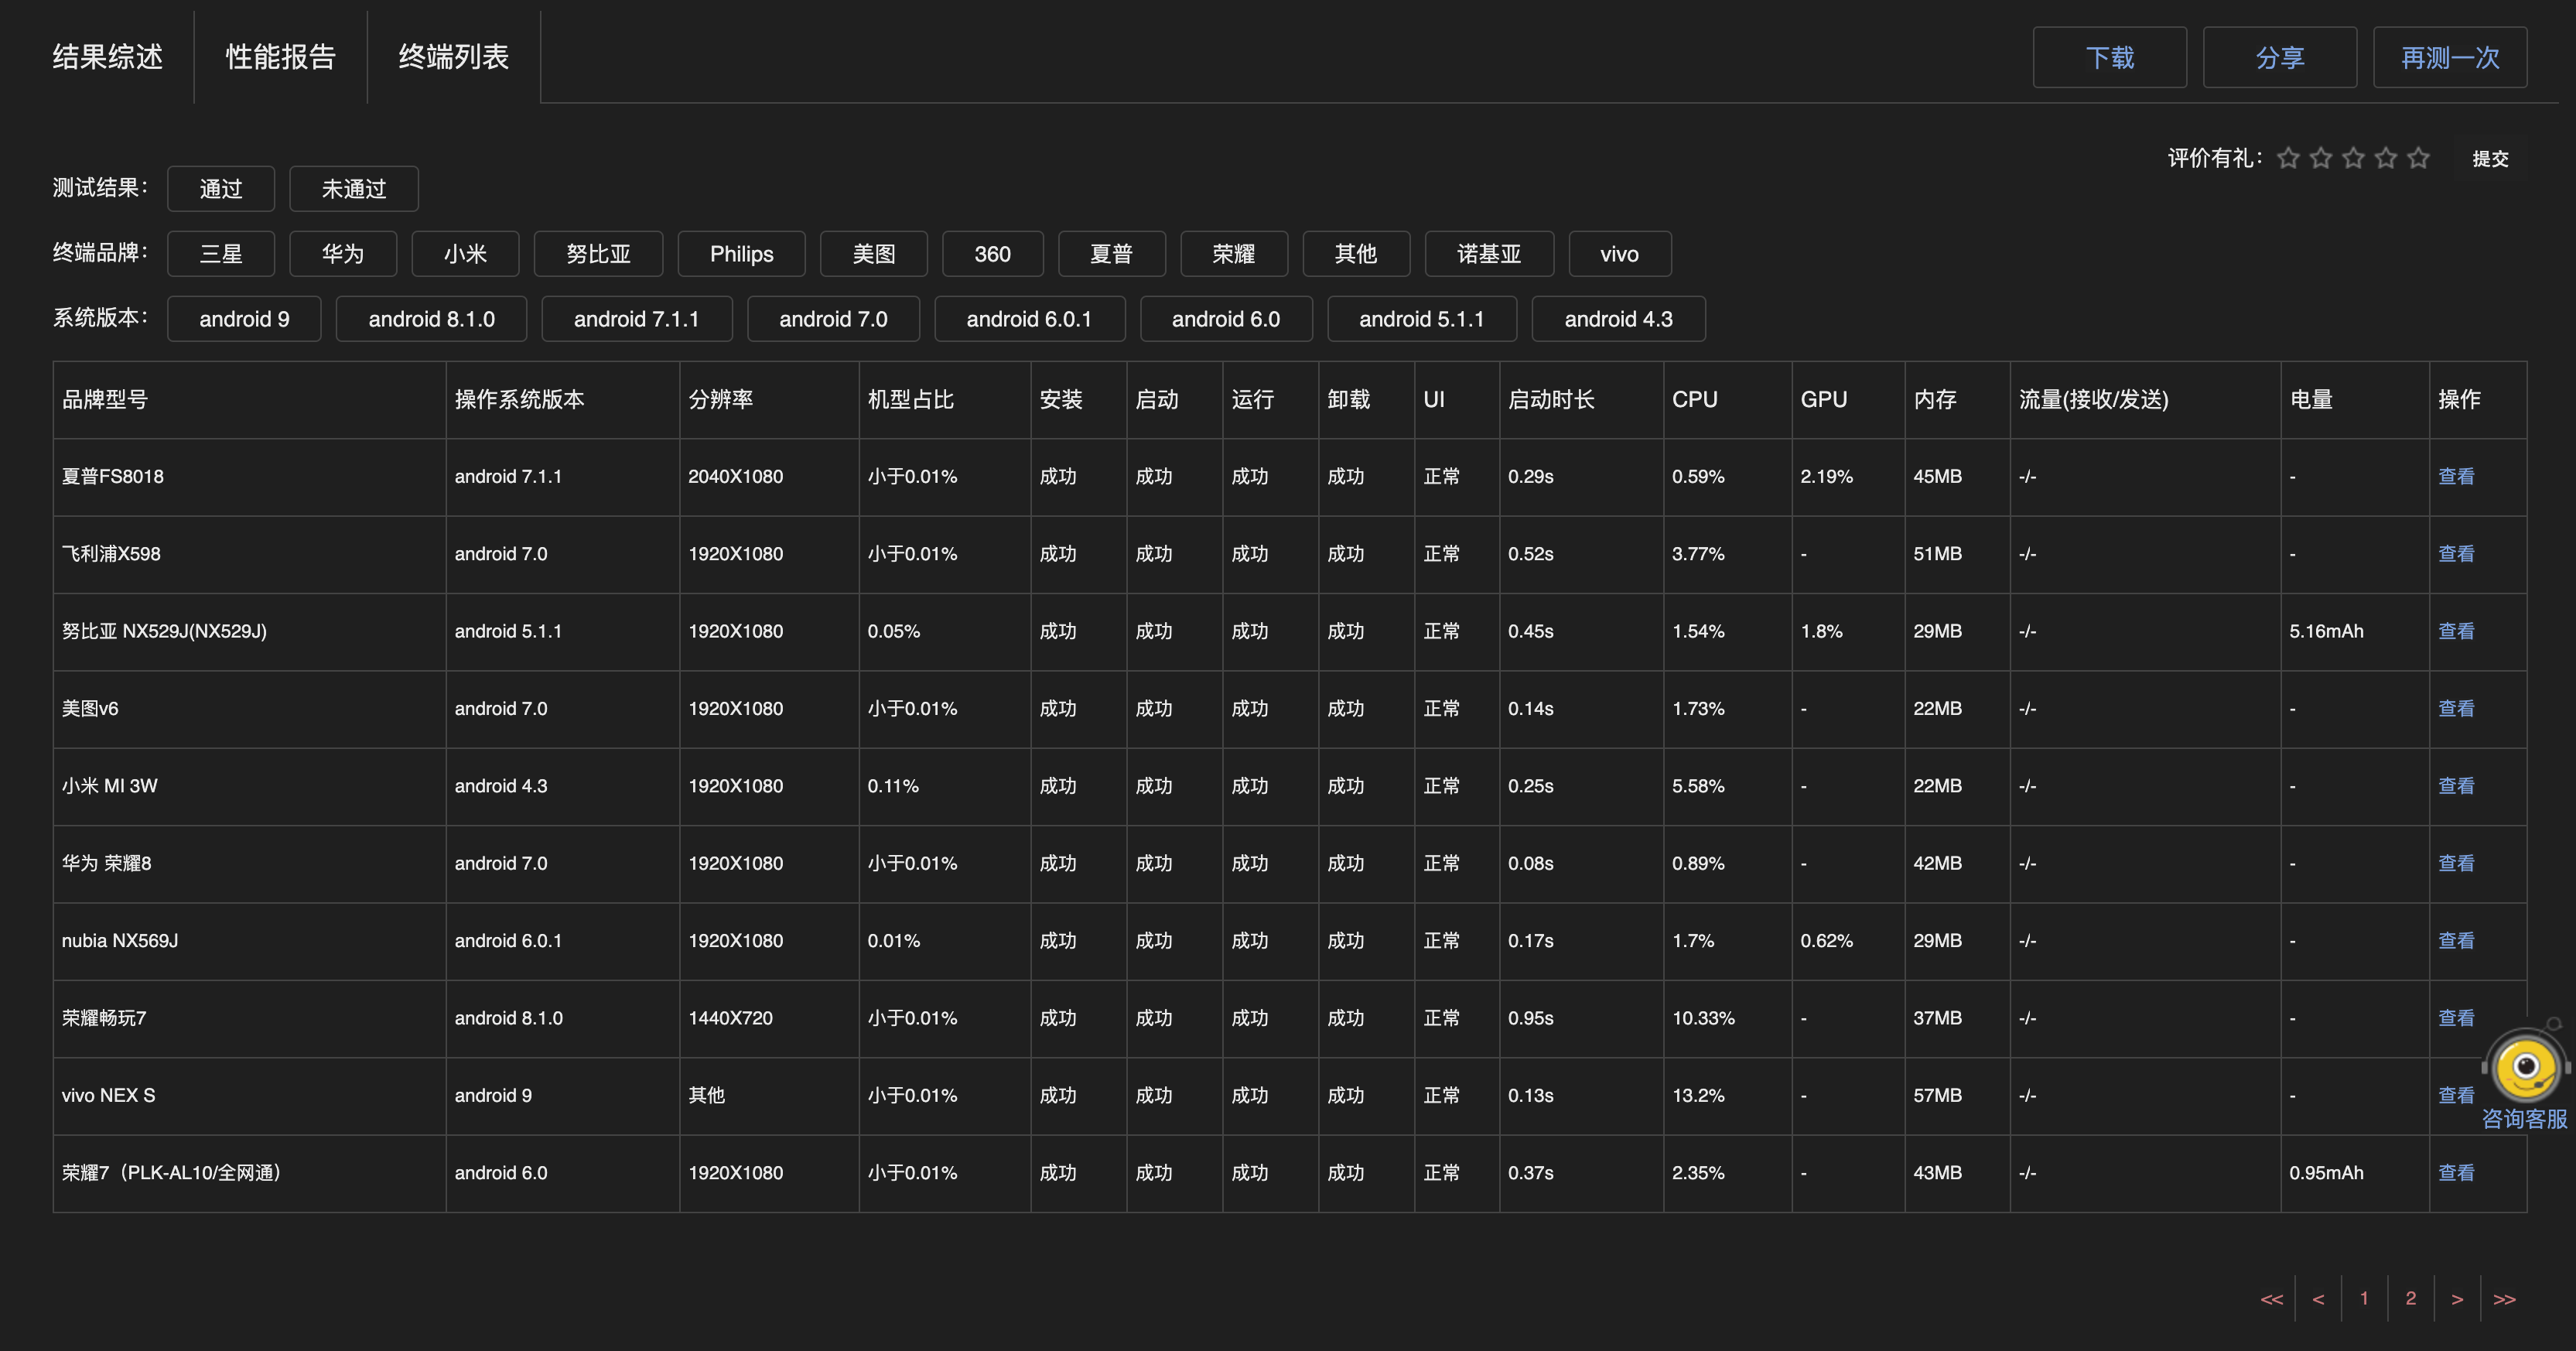 结果综述 性能报告 终端列表 下载 分享 再测一次
评价有礼： 提交
测试结果： 通过 未通过
终端品牌： 三星 华为 小米 努比亚 Philips 美图 360 夏普 荣耀 其他 诺基亚 vivo
系统版本： android 9 android 8.1.0 android 7.1.1 android 7.0 android 6.0.1 android 6.0 android 5.1.1 android 4.3
品牌型号 操作系统版本 分辨率 机型占比 安装 启动 运行 卸载 UI 启动时长 CPU GPU 内存 流量(接收/发送) 电量 操作
夏普FS8018 android 7.1.1 2040X1080 小于0.01% 成功 成功 成功 成功 正常 0.29s 0.59% 2.19% 45MB -/- - 查看
飞利浦X598 android 7.0 1920X1080 小于0.01% 成功 成功 成功 成功 正常 0.52s 3.77% - 51MB -/- - 查看
努比亚 NX529J(NX529J) android 5.1.1 1920X1080 0.05% 成功 成功 成功 成功 正常 0.45s 1.54% 1.8% 29MB -/- 5.16mAh 查看
美图v6 android 7.0 1920X1080 小于0.01% 成功 成功 成功 成功 正常 0.14s 1.73% - 22MB -/- - 查看
小米 MI 3W android 4.3 1920X1080 0.11% 成功 成功 成功 成功 正常 0.25s 5.58% - 22MB -/- - 查看
华为 荣耀8 android 7.0 1920X1080 小于0.01% 成功 成功 成功 成功 正常 0.08s 0.89% - 42MB -/- - 查看
nubia NX569J android 6.0.1 1920X1080 0.01% 成功 成功 成功 成功 正常 0.17s 1.7% 0.62% 29MB -/- - 查看
荣耀畅玩7 android 8.1.0 1440X720 小于0.01% 成功 成功 成功 成功 正常 0.95s 10.33% - 37MB -/- - 查看
vivo NEX S android 9 其他 小于0.01% 成功 成功 成功 成功 正常 0.13s 13.2% - 57MB -/- - 查看
咨询客服
荣耀7（PLK-AL10/全网通） android 6.0 1920X1080 小于0.01% 成功 成功 成功 成功 正常 0.37s 2.35% - 43MB -/- 0.95mAh 查看
<< < 1 2 > >>